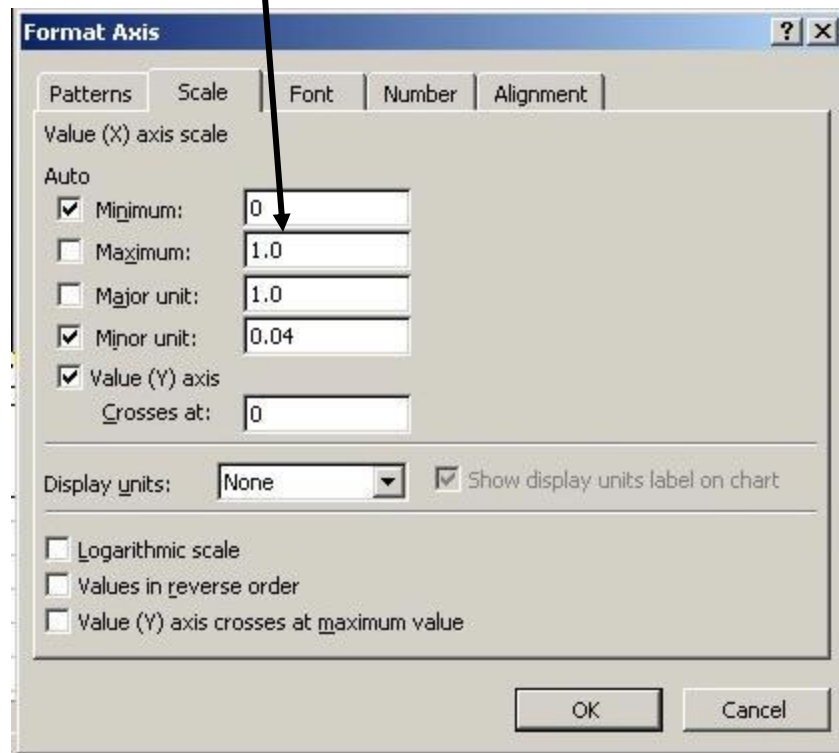 Format Axis
Patterns Scale Font Number Alignment
Value (X) axis scale
Auto
Minimum: 0
Maximum: 1.0
Major unit: 1.0
Minor unit: 0.04
Value (Y) axis
Crosses at: 0
Display units: None Show display units label on chart
Logarithmic scale
Values in reverse order
Value (Y) axis crosses at maximum value
OK Cancel